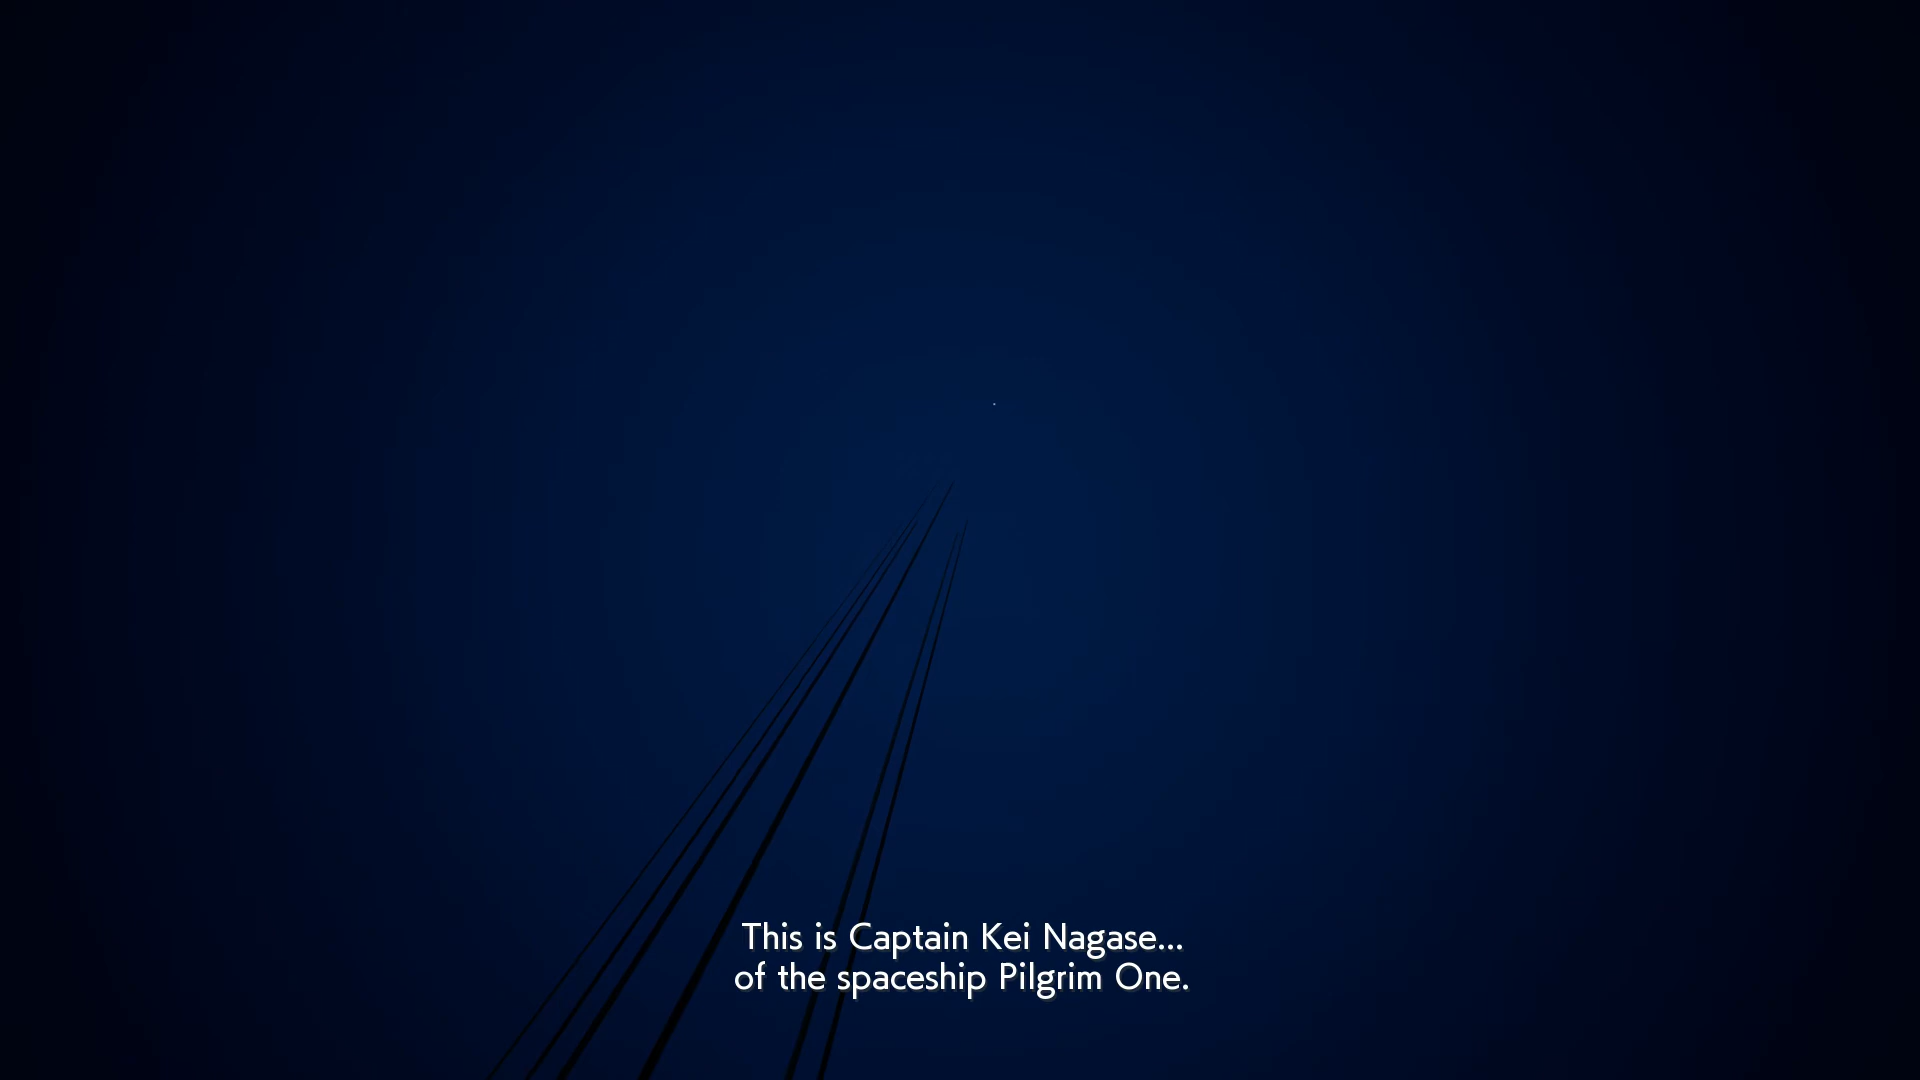 This is Captain Kei Nagase...
of the spaceship Pilgrim One.